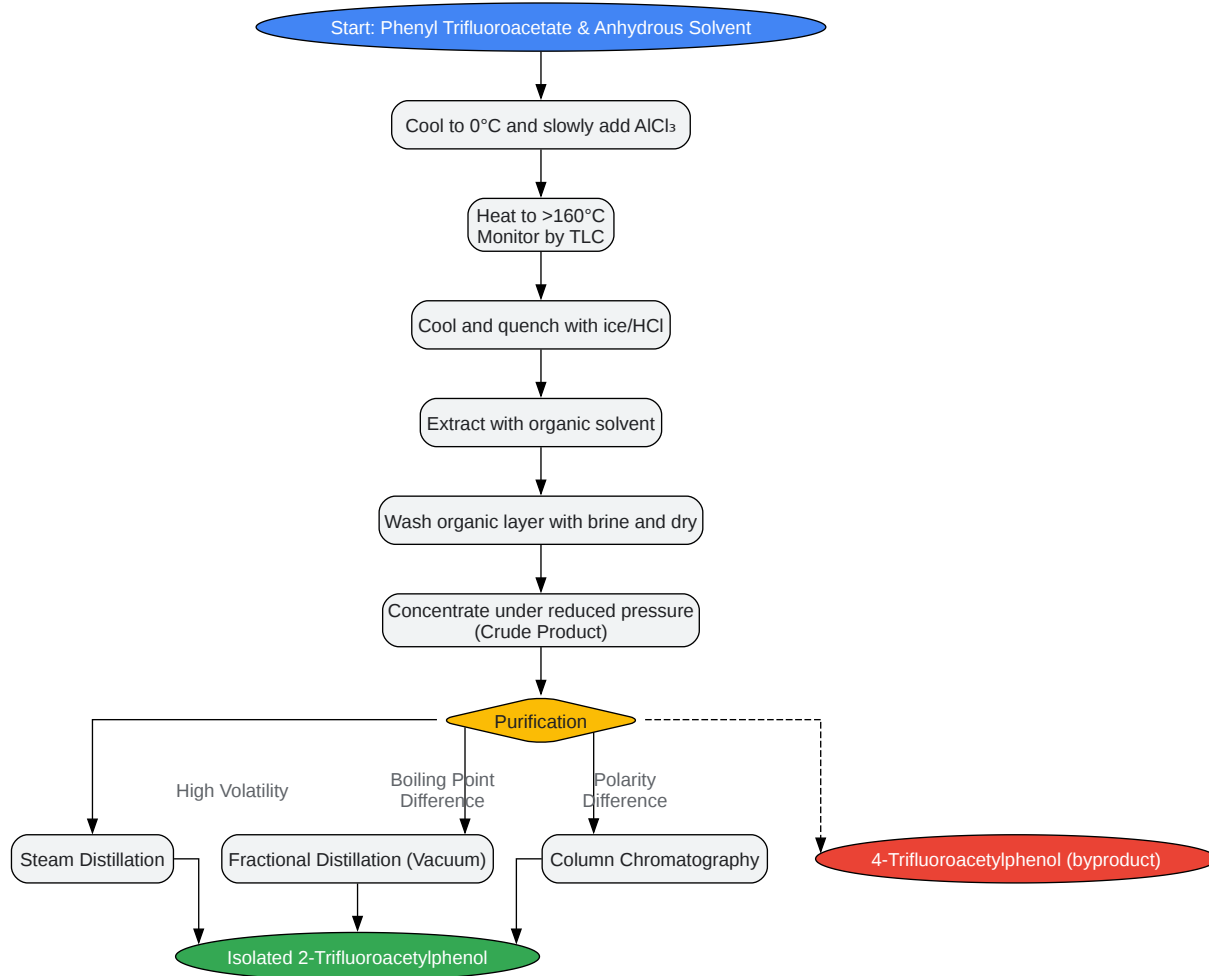 Start: Phenyl Trifluoroacetate & Anhydrous Solvent
Cool to 0°C and slowly add AlCl₃
Heat to >160°C
Monitor by TLC
Cool and quench with ice/HCl
Extract with organic solvent
Wash organic layer with brine and dry
Concentrate under reduced pressure
(Crude Product)
Purification
High Volatility
Boiling Point
Difference
Polarity
Difference
Steam Distillation
Fractional Distillation (Vacuum)
Column Chromatography
4-Trifluoroacetylphenol (byproduct)
Isolated 2-Trifluoroacetylphenol